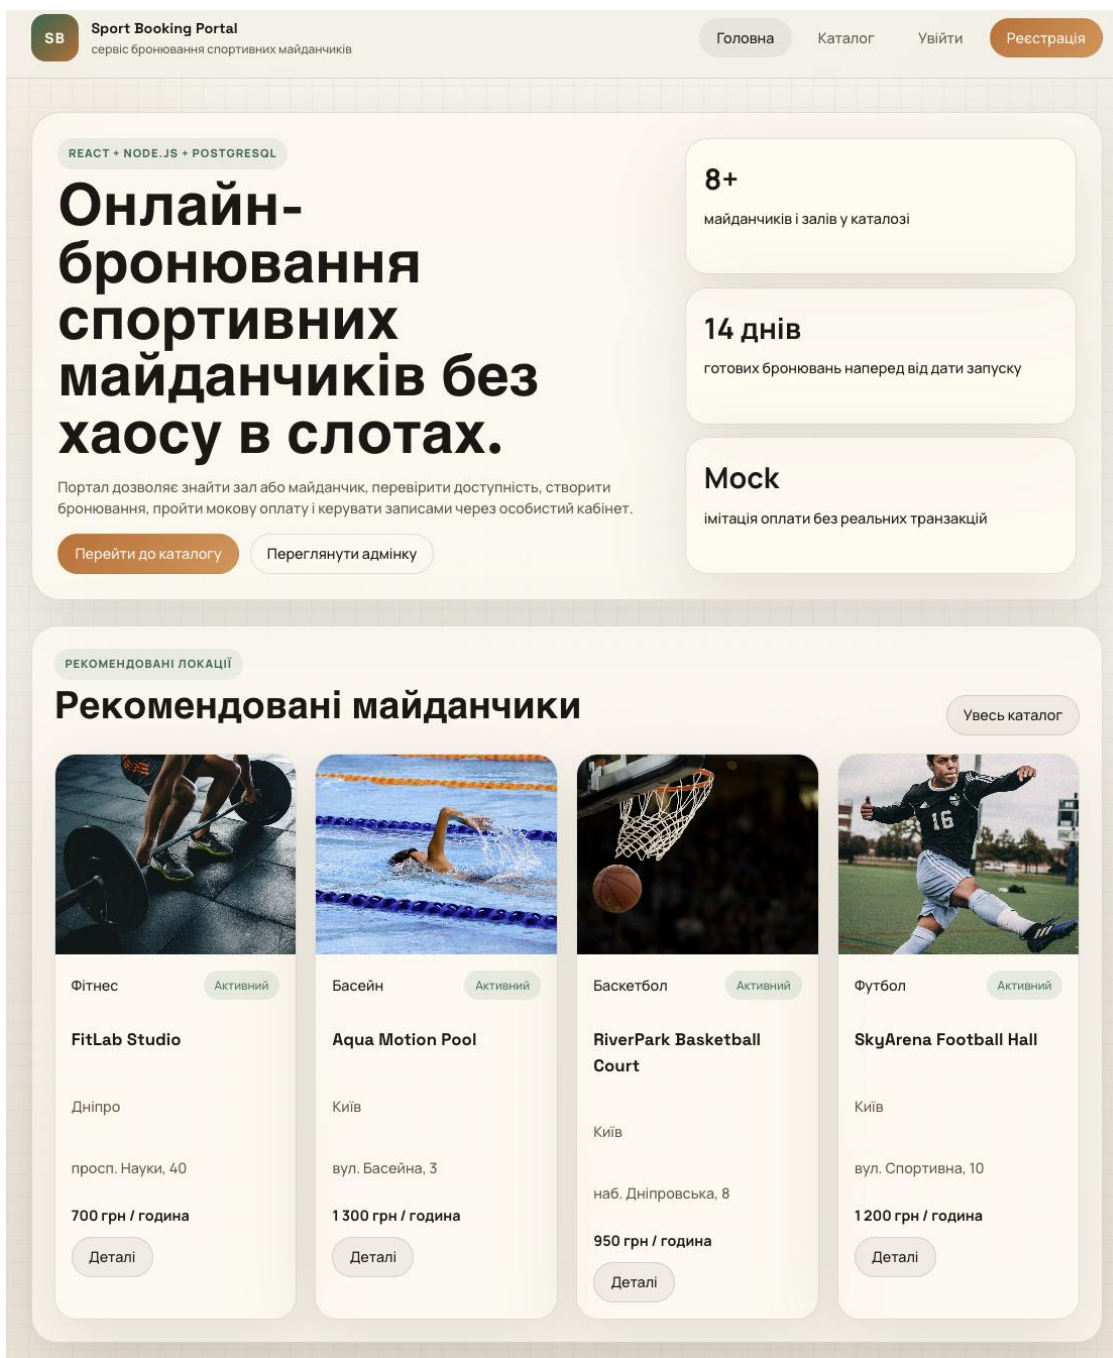 SB
Sport Booking Portal
сервіс бронювання спортивних майданчиків
Головна
Каталог
Увійти
Реєстрація
REACT + NODE.JS + POSTGRESQL
Онлайн-
бронювання
спортивних
майданчиків без
хаосу в слотах.
Портал дозволяє знайти зал або майданчик, перевірити доступність, створити
бронювання, пройти мокову оплату і керувати записами через особистий кабінет.
Перейти до каталогу
Переглянути адмінку
8+
майданчиків і залів у каталозі
14 днів
готових бронювань наперед від дати запуску
Mock
імітація оплати без реальних транзакцій
РЕКОМЕНДОВАНІ ЛОКАЦІЇ
Рекомендовані майданчики
Увесь каталог
Фітнес
Активний
FitLab Studio
Дніпро
просп. Науки, 40
700 грн / година
Деталі
Басейн
Активний
Aqua Motion Pool
Київ
вул. Басейна, 3
1 300 грн / година
Деталі
Баскетбол
Активний
RiverPark Basketball
Court
Київ
наб. Дніпровська, 8
950 грн / година
Деталі
16
Футбол
Активний
SkyArena Football Hall
Київ
вул. Спортивна, 10
1 200 грн / година
Деталі